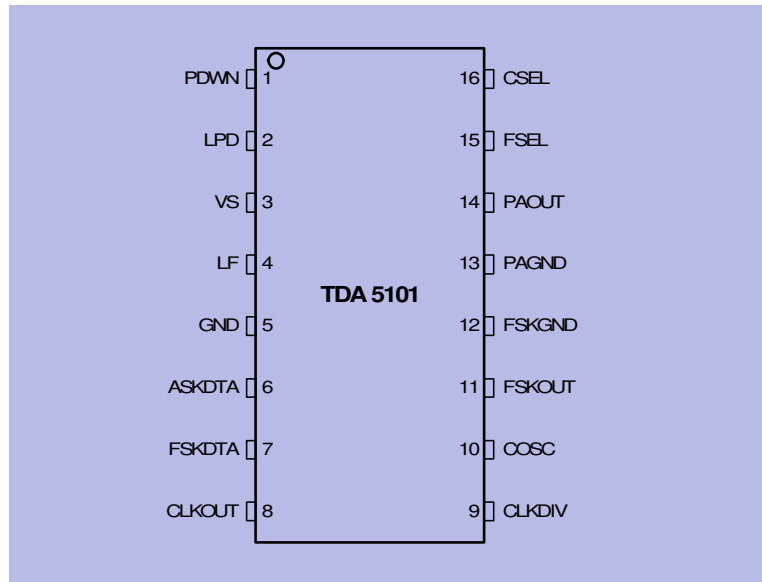 PDWN 1 16 CSEL
LPD 2 15 FSEL
VS 3 14 PAOUT
LF 4 13 PAGND
TDA 5101
GND 5 12 FSKGND
ASKDTA 6 11 FSKOUT
FSKDTA 7 10 COSC
CLKOUT 8 9 CLKDIV